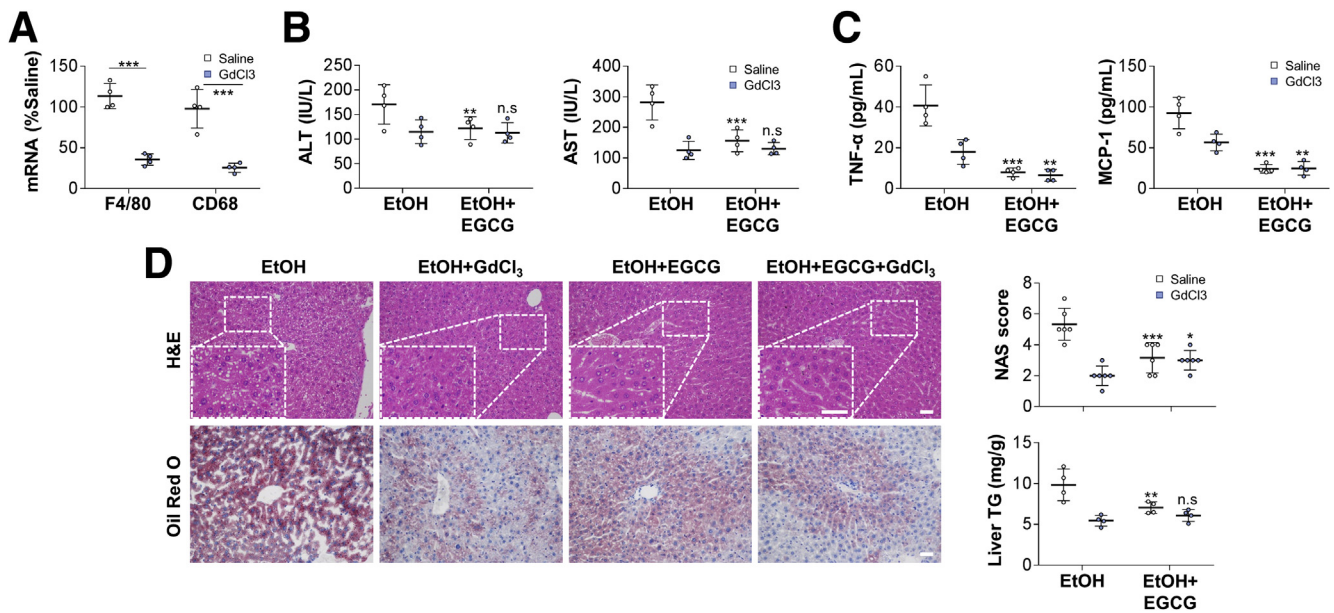 A
mRNA (%Saline)
150
100
50
0
***
***
Saline
GdCl3
F4/80
CD68
B
ALT (IU/L)
250
200
150
100
50
0
**
n.s
EtOH
EtOH+
EGCG
AST (IU/L)
400
300
200
100
0
Saline
GdCl3
***
n.s
EtOH
EtOH+
EGCG
C
TNF-α (pg/mL)
60
40
20
0
***
**
EtOH
EtOH+
EGCG
MCP-1 (pg/mL)
150
100
50
0
Saline
GdCl3
***
**
EtOH
EtOH+
EGCG
D
EtOH
EtOH+GdCl₃
EtOH+EGCG
EtOH+EGCG+GdCl₃
H&E
Oil Red O
NAS score
8
6
4
2
0
Saline
GdCl3
***
*
Liver TG (mg/g)
15
10
5
0
**
n.s
EtOH
EtOH+
EGCG